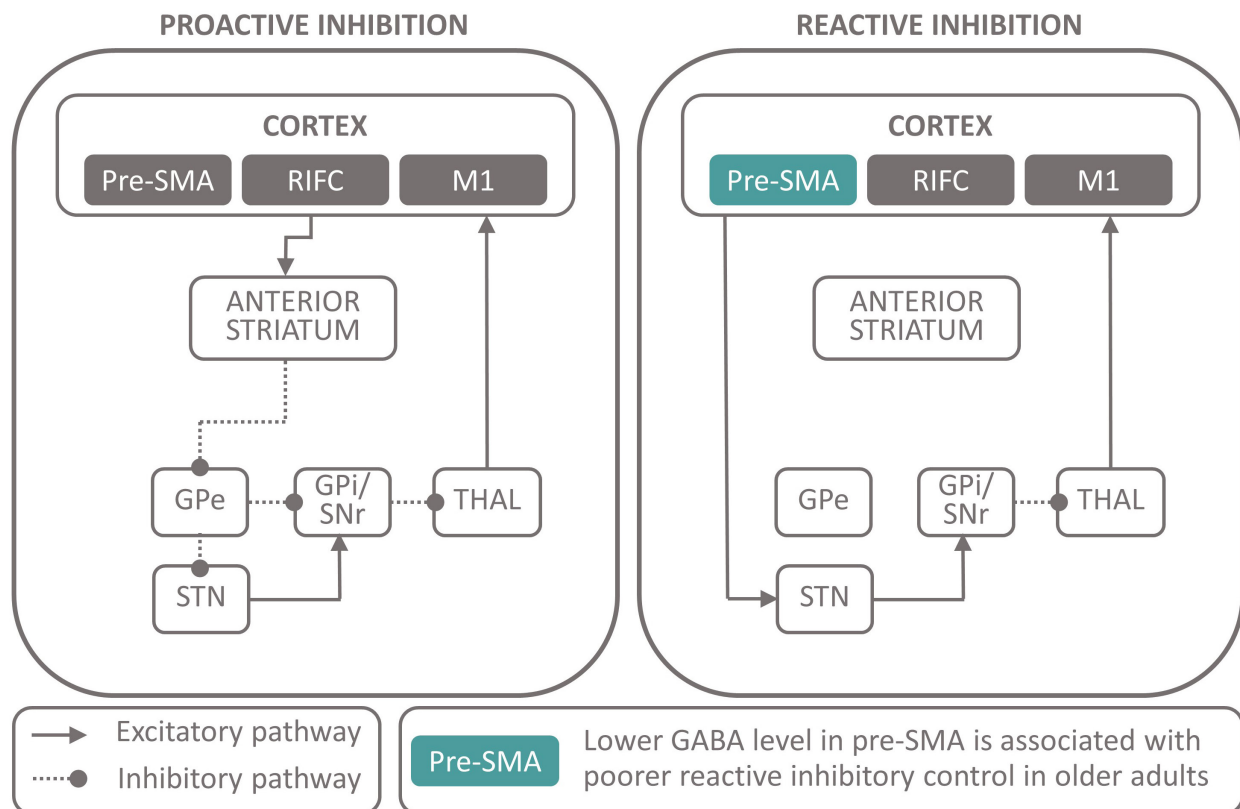 PROACTIVE INHIBITION
CORTEX
Pre-SMA
RIFC
M1
ANTERIOR
STRIATUM
GPe
GPi/
SNr
THAL
STN
REACTIVE INHIBITION
CORTEX
Pre-SMA
RIFC
M1
ANTERIOR
STRIATUM
GPe
GPi/
SNr
THAL
STN
Excitatory pathway
Inhibitory pathway
Pre-SMA
Lower GABA level in pre-SMA is associated with
poorer reactive inhibitory control in older adults